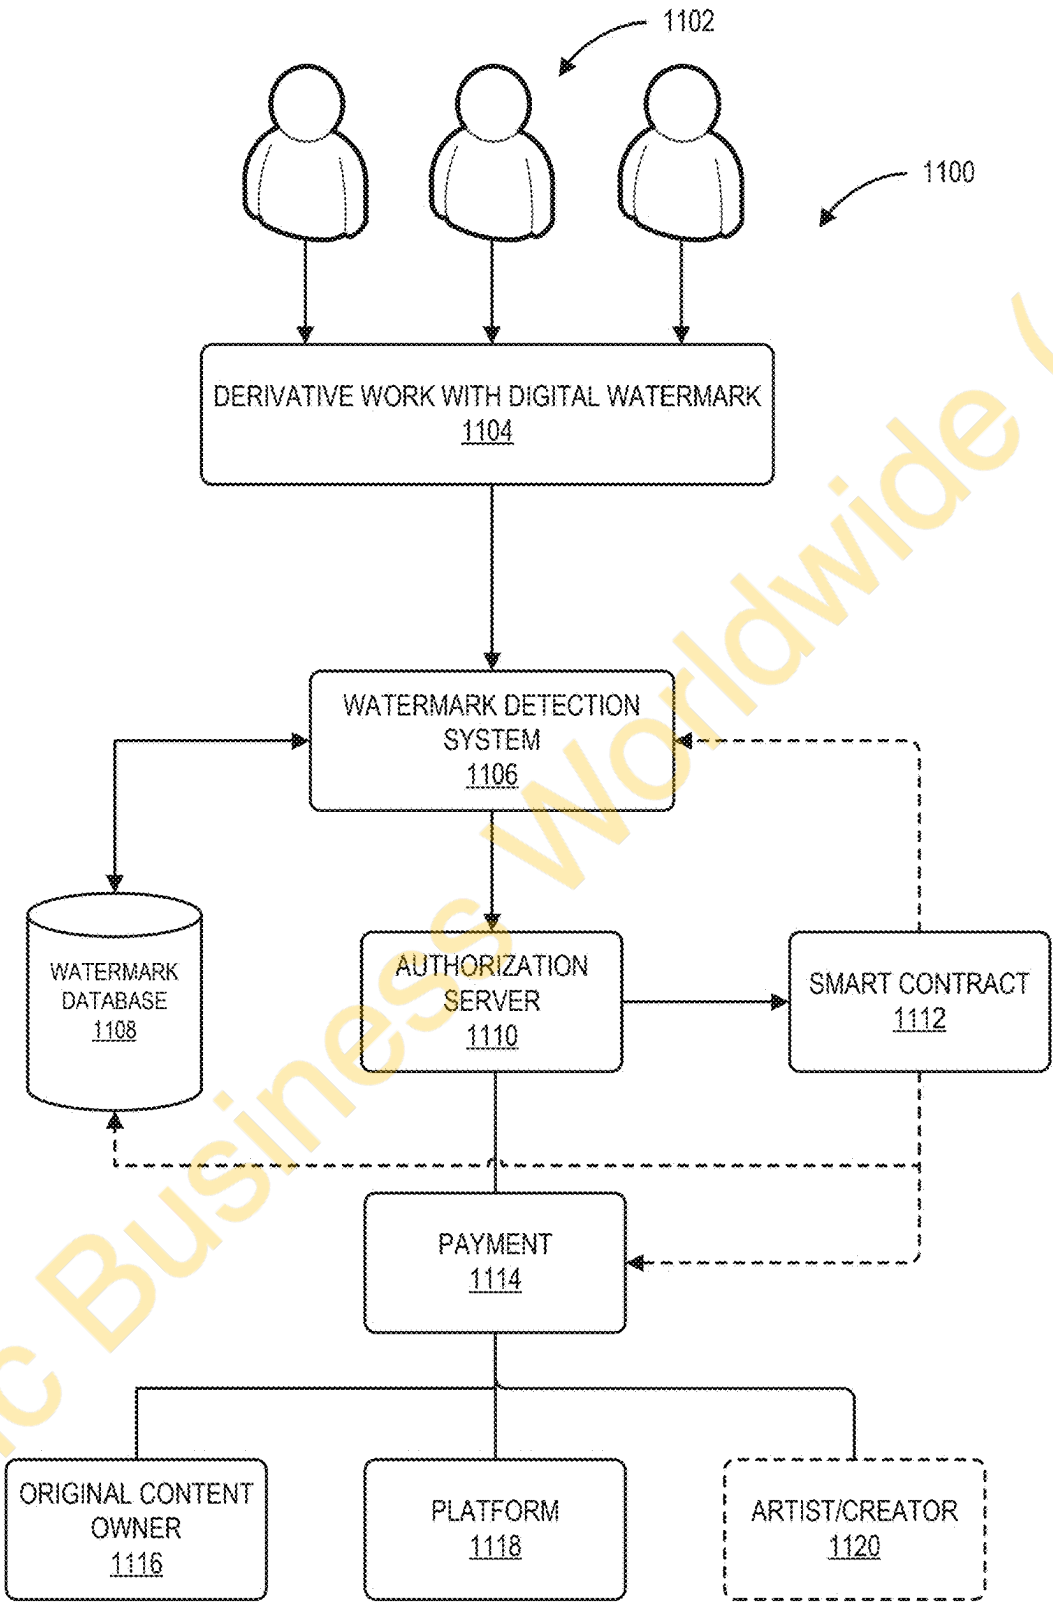 1102
1100
DERIVATIVE WORK WITH DIGITAL WATERMARK
1104
WATERMARK DETECTION
SYSTEM
1106
WATERMARK
DATABASE
1108
AUTHORIZATION
SERVER
1110
SMART CONTRACT
1112
PAYMENT
1114
ORIGINAL CONTENT
OWNER
1116
PLATFORM
1118
ARTIST/CREATOR
1120
ic Business Worldwide (